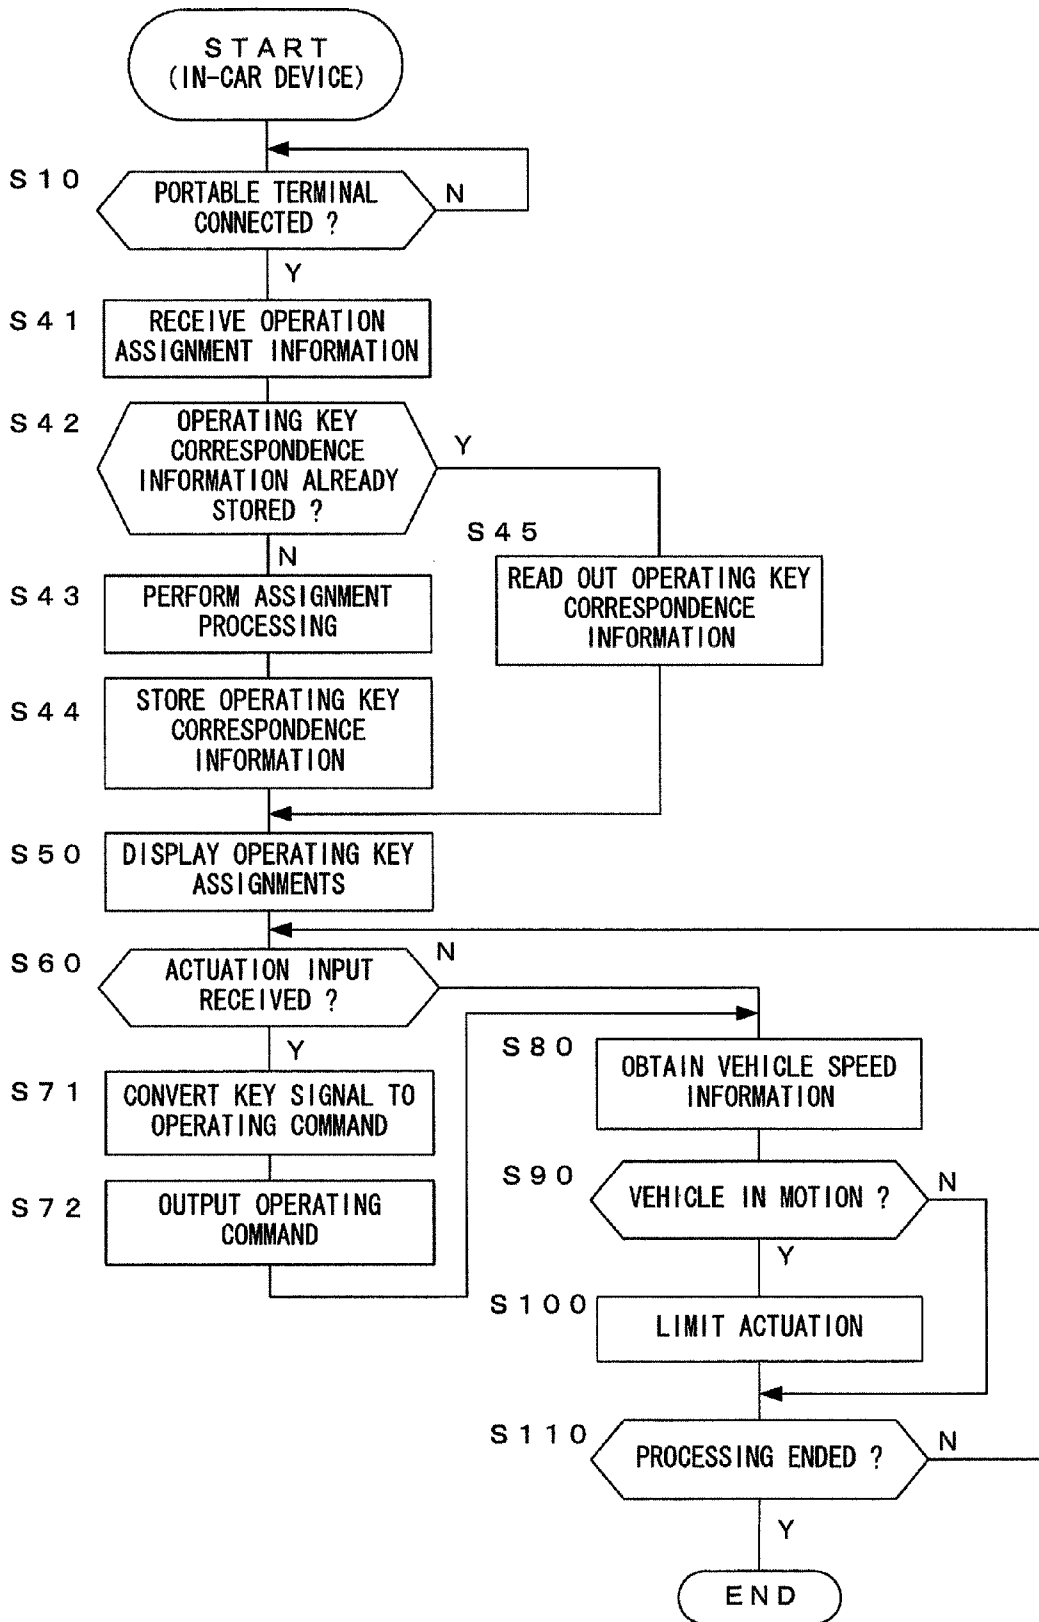 START
(IN-CAR DEVICE)
S10
PORTABLE TERMINAL
CONNECTED ?
N
Y
S41
RECEIVE OPERATION
ASSIGNMENT INFORMATION
S42
OPERATING KEY
CORRESPONDENCE
INFORMATION ALREADY
STORED ?
Y
N
S45
READ OUT OPERATING KEY
CORRESPONDENCE
INFORMATION
S43
PERFORM ASSIGNMENT
PROCESSING
S44
STORE OPERATING KEY
CORRESPONDENCE
INFORMATION
S50
DISPLAY OPERATING KEY
ASSIGNMENTS
S60
ACTUATION INPUT
RECEIVED ?
N
Y
S71
CONVERT KEY SIGNAL TO
OPERATING COMMAND
S72
OUTPUT OPERATING
COMMAND
S80
OBTAIN VEHICLE SPEED
INFORMATION
S90
VEHICLE IN MOTION ?
N
Y
S100
LIMIT ACTUATION
S110
PROCESSING ENDED ?
N
Y
END